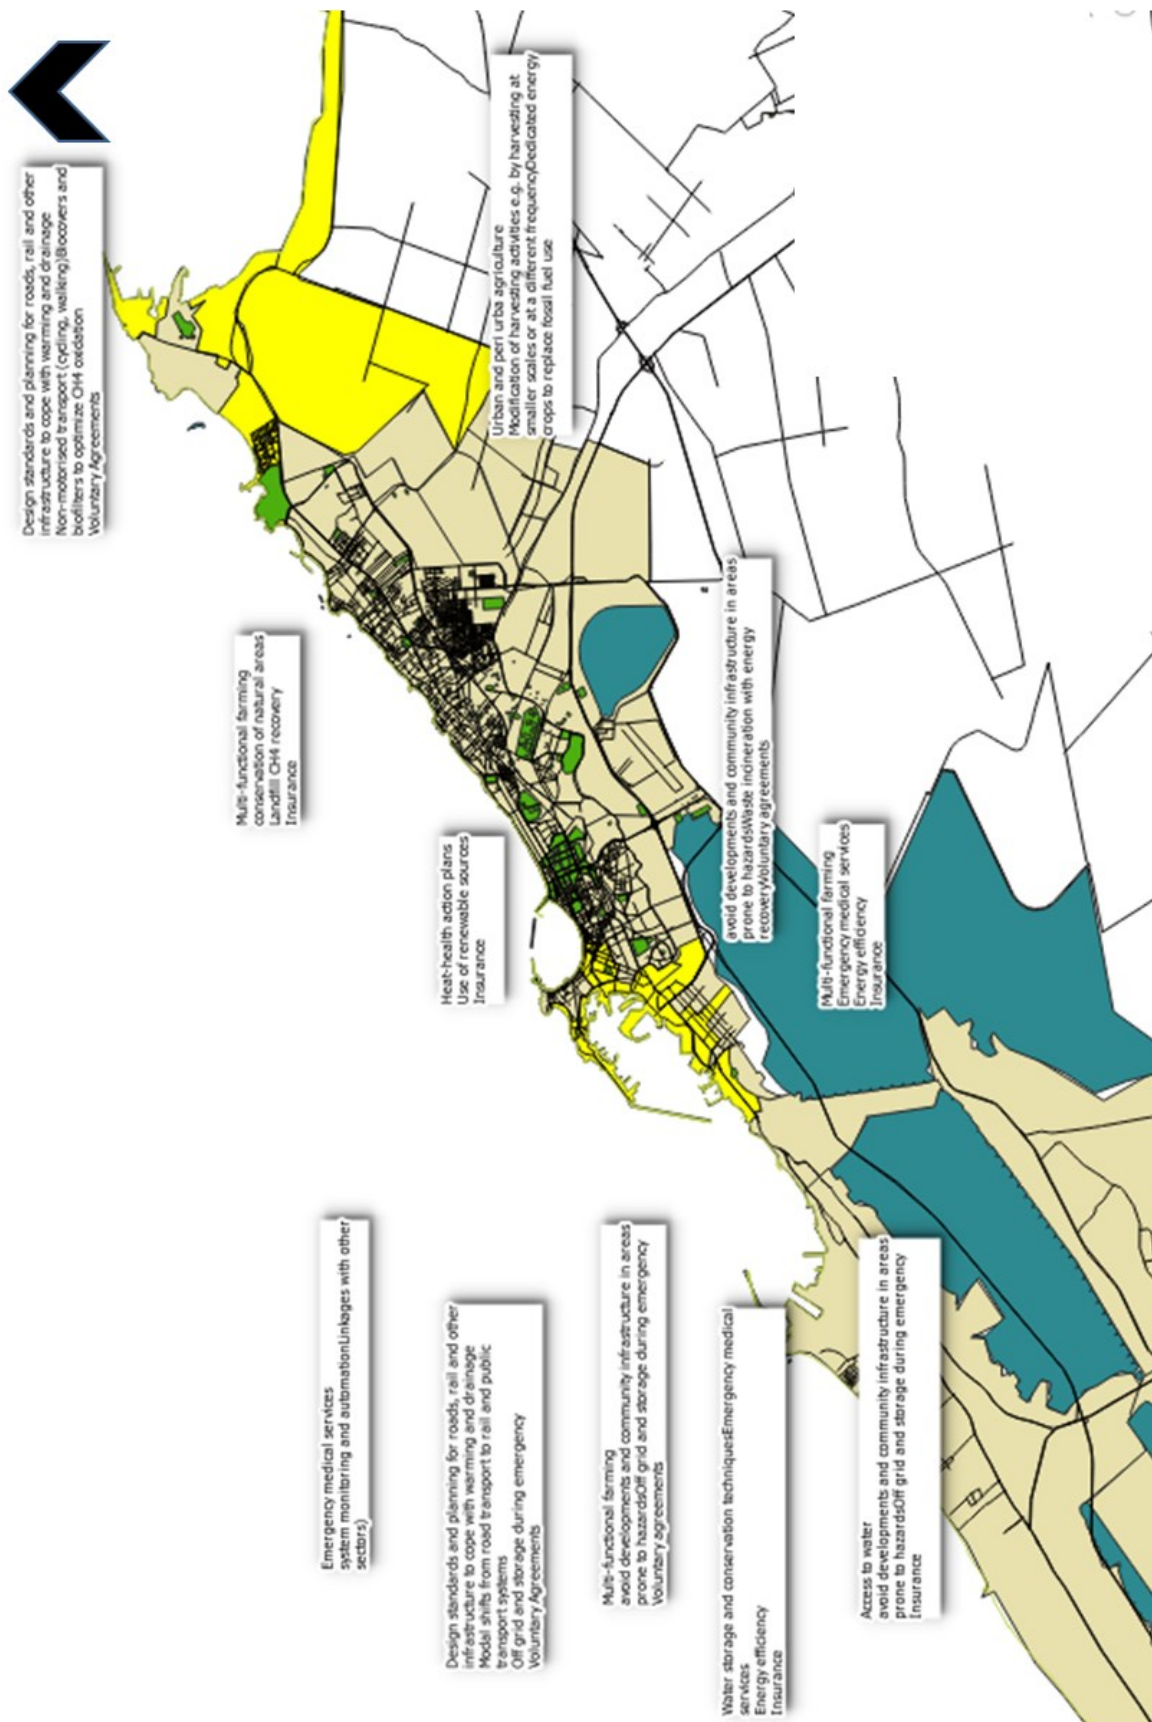 Design standards and planning for roads, rail and other
infrastructure to cope with warming and drainage
Non-motorised transport (cycling, walking)Biocovers and
biofilters to optimize CH4 oxidation
Voluntary Agreements
Urban and peri urba agriculture
Modification of harvesting activities e.g. by harvesting at
smaller scales or at a different frequencyDedicated energy
crops to replace fossil fuel use
Multi-functional farming
conservation of natural areas
Landfill CH4 recovery
Insurance
Heat-health action plans
Use of renewable sources
Insurance
avoid developments and community infrastructure in areas
prone to hazardsWaste incineration with energy
recoveryVoluntary agreements
Multi-functional farming
Emergency medical services
Energy efficiency
Insurance
Emergency medical services
system monitoring and automationLinkages with other
sectors)
Design standards and planning for roads, rail and other
infrastructure to cope with warming and drainage
Modal shifts from road transport to rail and public
transport systems
Off grid and storage during emergency
Voluntary Agreements
Multi-functional farming
avoid developments and community infrastructure in areas
prone to hazardsOff grid and storage during emergency
Voluntary agreements
Water storage and conservation techniquesEmergency medical
services
Energy efficiency
Insurance
Access to water
avoid developments and community infrastructure in areas
prone to hazardsOff grid and storage during emergency
Insurance